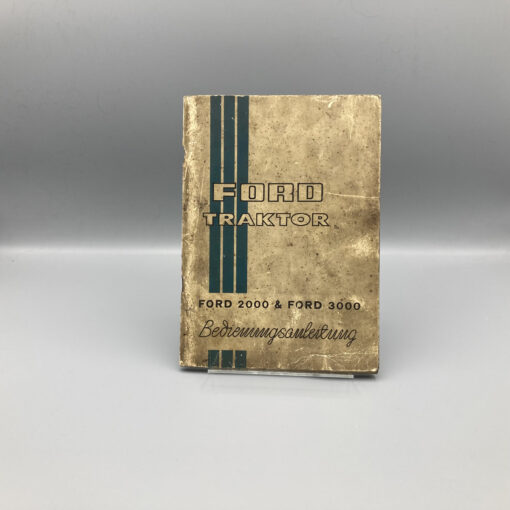 FORD
TRAKTOR
FORD 2000 & FORD 3000
Bedienungsanleitung